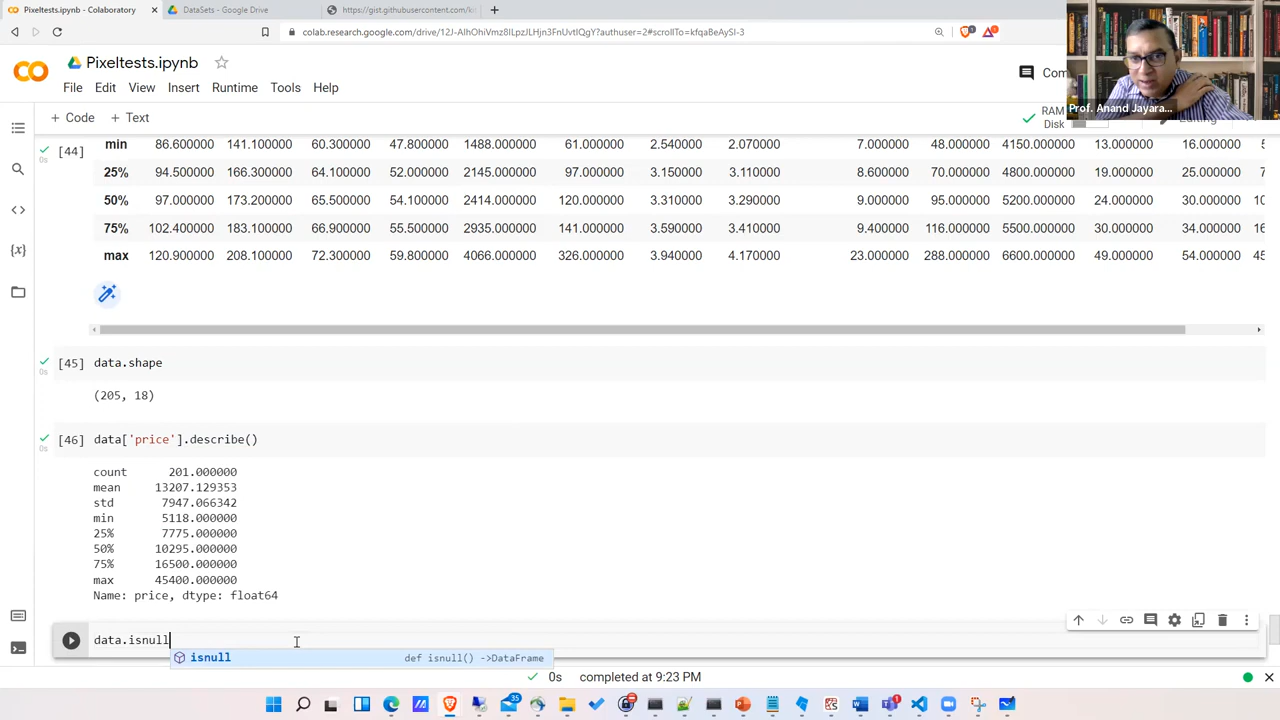 Pixeltests.ipynb - Colaboratory
DataSets - Google Drive
https://gist.githubusercontent.com/k
Pixeltests.ipynb
File Edit View Insert Runtime Tools Help
Com
Prof. Anand Jayara...
+ Code + Text
RAM
Disk
Editing
[44]
0s
min 86.600000 141.100000 60.300000 47.800000 1488.000000 61.000000 2.540000 2.070000 7.000000 48.000000 4150.000000 13.000000 16.000000
25% 94.500000 166.300000 64.100000 52.000000 2145.000000 97.000000 3.150000 3.110000 8.600000 70.000000 4800.000000 19.000000 25.000000
50% 97.000000 173.200000 65.500000 54.100000 2414.000000 120.000000 3.310000 3.290000 9.000000 95.000000 5200.000000 24.000000 30.000000 10
75% 102.400000 183.100000 66.900000 55.500000 2935.000000 141.000000 3.590000 3.410000 9.400000 116.000000 5500.000000 30.000000 34.000000 16
max 120.900000 208.100000 72.300000 59.800000 4066.000000 326.000000 3.940000 4.170000 23.000000 288.000000 6600.000000 49.000000 54.000000 45
[45] data.shape
0s
(205, 18)
[46] data['price'].describe()
0s
count 201.000000
mean 13207.129353
std 7947.066342
min 5118.000000
25% 7775.000000
50% 10295.000000
75% 16500.000000
max 45400.000000
Name: price, dtype: float64
data.isnull
isnull def isnull() ->DataFrame
0s completed at 9:23 PM
35